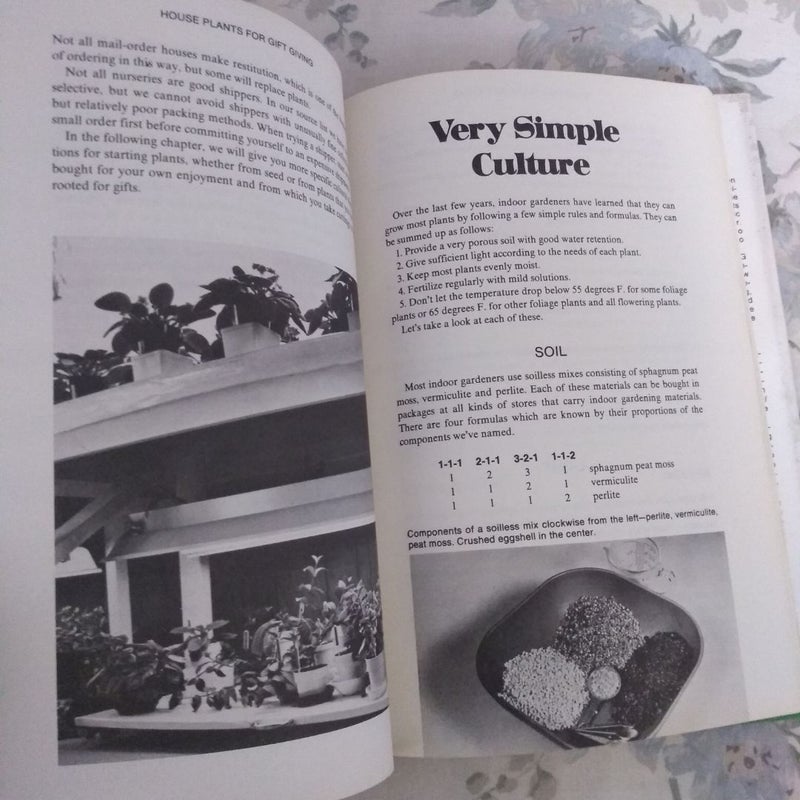 HOUSE PLANTS FOR GIFT GIVING
Not all mail-order houses make restitution, which is one of the
of ordering in this way, but some will replace plants.
Not all nurseries are good shippers. In our source list we have
selective, but we cannot avoid shippers with unusually fine
but relatively poor packing methods. When trying a shipper
small order first before committing yourself to an expensive
In the following chapter, we will give you more specific
tions for starting plants, whether from seed or from plants that
bought for your own enjoyment and from which you take
rooted for gifts.
Very Simple
Culture
Over the last few years, indoor gardeners have learned that they can
grow most plants by following a few simple rules and formulas. They can
be summed up as follows:
1. Provide a very porous soil with good water retention.
2. Give sufficient light according to the needs of each plant.
3. Keep most plants evenly moist.
4. Fertilize regularly with mild solutions.
5. Don't let the temperature drop below 55 degrees F. for some foliage
plants or 65 degrees F. for other foliage plants and all flowering plants.
Let's take a look at each of these.
SOIL
Most indoor gardeners use soilless mixes consisting of sphagnum peat
moss, vermiculite and perlite. Each of these materials can be bought in
packages at all kinds of stores that carry indoor gardening materials.
There are four formulas which are known by their proportions of the
components we've named.
1-1-1 2-1-1 3-2-1 1-1-2
1 2 3 1 sphagnum peat moss
1 1 2 1 vermiculite
1 1 1 2 perlite
Components of a soilless mix clockwise from the left—perlite, vermiculite,
peat moss. Crushed eggshell in the center.